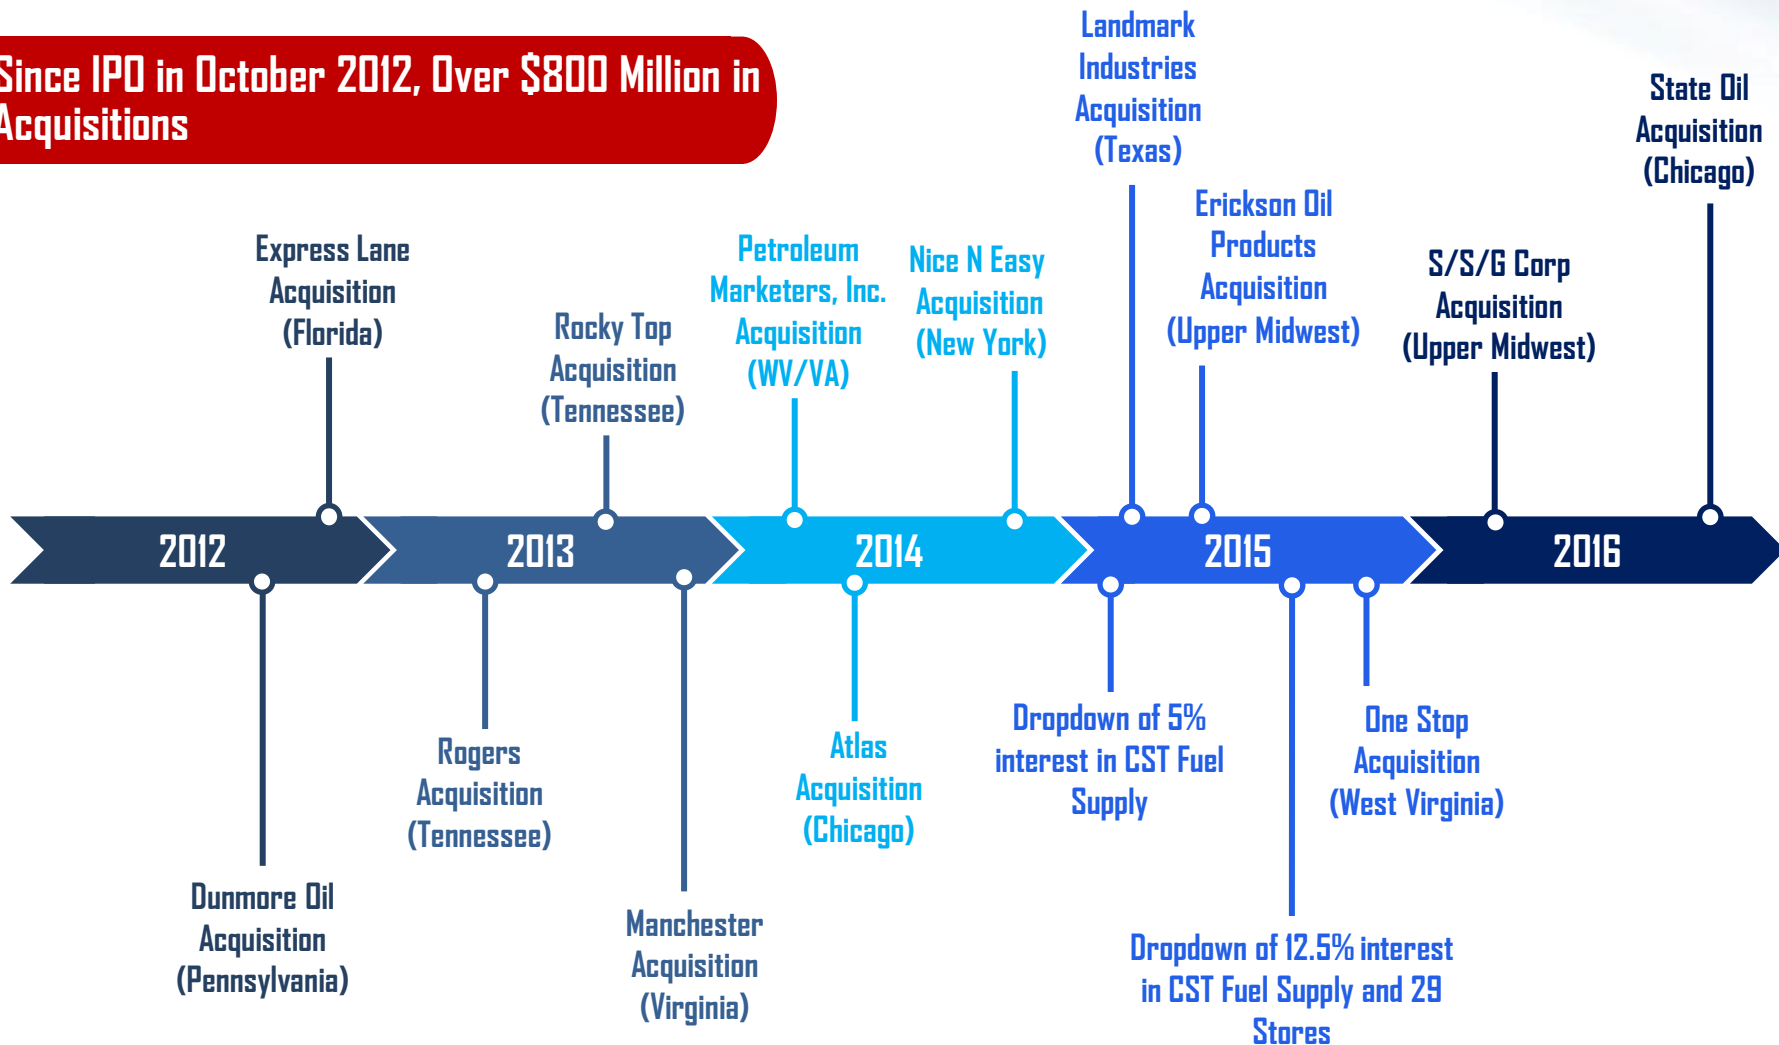 Since IPO in October 2012, Over $800 Million in
Acquisitions
Landmark
Industries
Acquisition
(Texas)
State Oil
Acquisition
(Chicago)
Express Lane
Acquisition
(Florida)
Rocky Top
Acquisition
(Tennessee)
Petroleum
Marketers, Inc.
Acquisition
(WV/VA)
Nice N Easy
Acquisition
(New York)
Erickson Oil
Products
Acquisition
(Upper Midwest)
S/S/G Corp
Acquisition
(Upper Midwest)
2012
2013
2014
2015
2016
Dunmore Oil
Acquisition
(Pennsylvania)
Rogers
Acquisition
(Tennessee)
Manchester
Acquisition
(Virginia)
Atlas
Acquisition
(Chicago)
Dropdown of 5%
interest in CST Fuel
Supply
Dropdown of 12.5% interest
in CST Fuel Supply and 29
Stores
One Stop
Acquisition
(West Virginia)